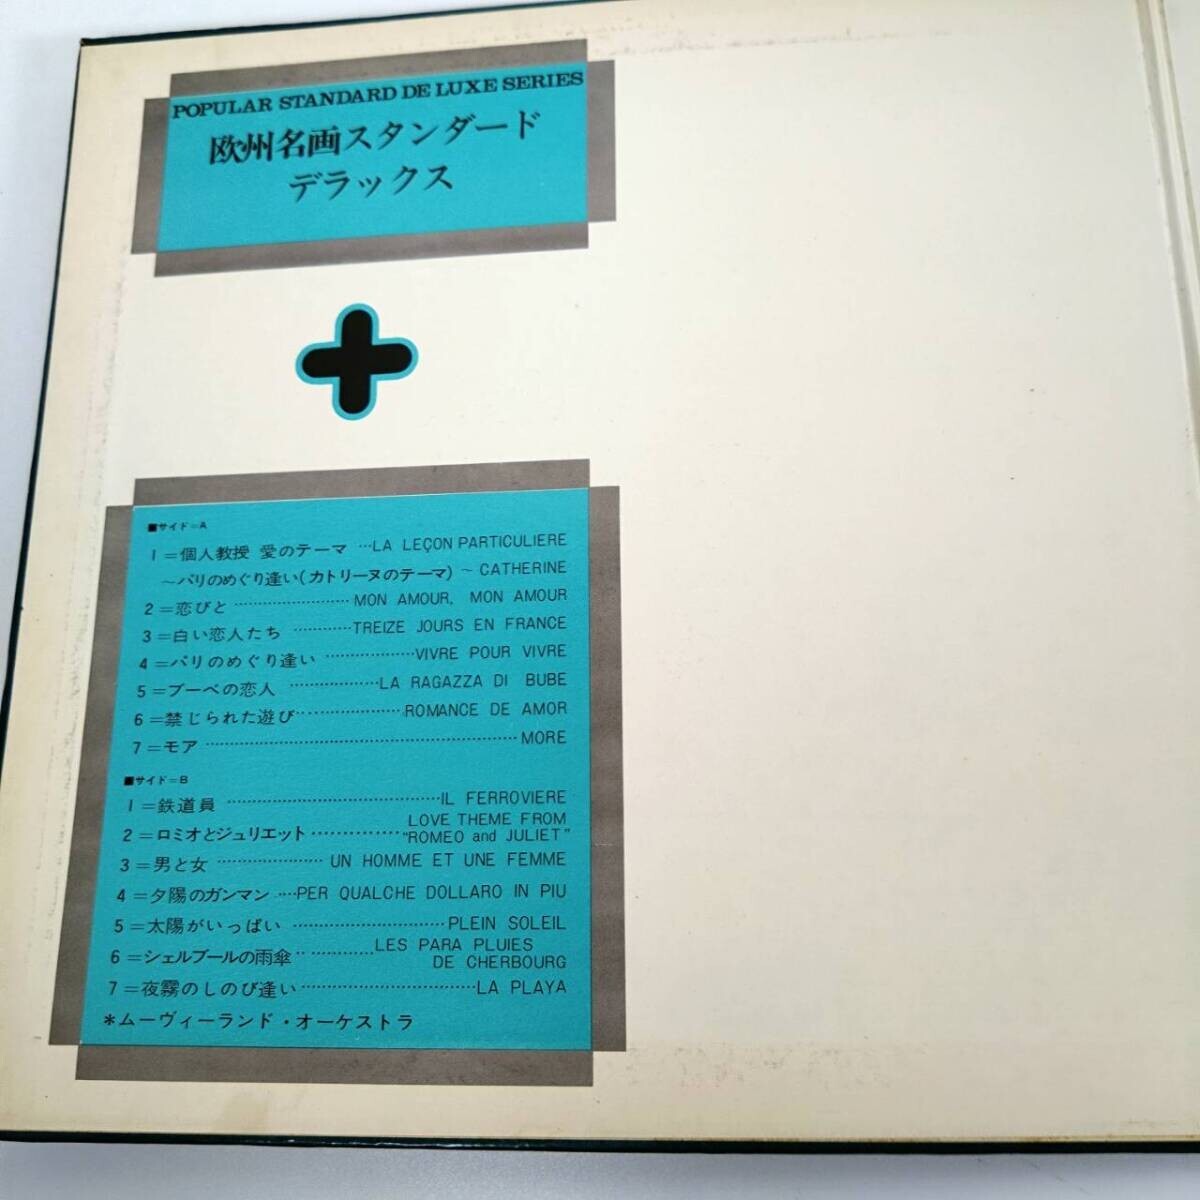 POPULAR STANDARD DE LUXE SERIES
欧州名画スタンダード
デラックス
■サイド=A
1=個人教授 愛のテーマ…LA LEÇON PARTICULIERE
～パリのめぐり逢い(カトリーヌのテーマ)～CATHERINE
2=恋びと……………………MON AMOUR, MON AMOUR
3=白い恋人たち…………TREIZE JOURS EN FRANCE
4=パリのめぐり逢い………………VIVRE POUR VIVRE
5=ブーベの恋人………………LA RAGAZZA DI BUBE
6=禁じられた遊び…………………ROMANCE DE AMOR
7=モア……………………………………………………MORE
■サイド=B
1=鉄道員……………………………………IL FERROVIERE
2=ロミオとジュリエット……………LOVE THEME FROM
"ROMEO and JULIET"
3=男と女…………………UN HOMME ET UNE FEMME
4=夕陽のガンマン…・PER QUALCHE DOLLARO IN PIU
5=太陽がいっぱい…………………………PLEIN SOLEIL
6=シェルブールの雨傘……………LES PARA PLUIES
DE CHERBOURG
7=夜霧のしのび逢い………………………………LA PLAYA
*ムーヴィーランド・オーケストラ